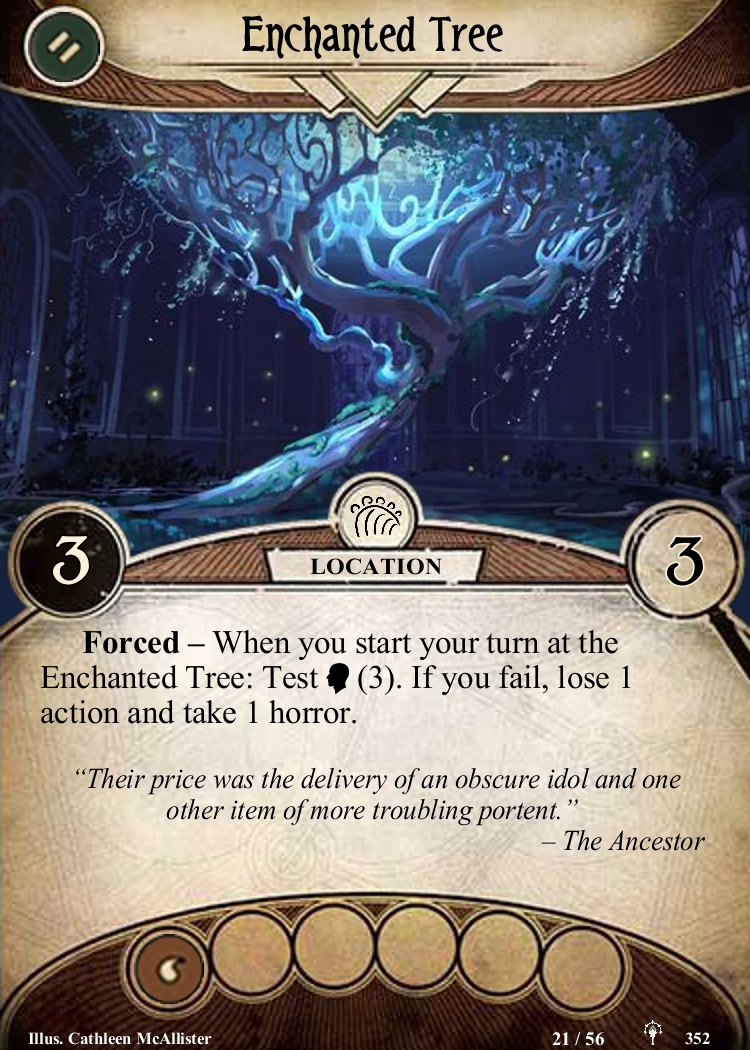 Enchanted Tree
3
LOCATION
3
Forced – When you start your turn at the
Enchanted Tree: Test (3). If you fail, lose 1
action and take 1 horror.
“Their price was the delivery of an obscure idol and one
other item of more troubling portent.”
– The Ancestor
Illus. Cathleen McAllister
21 / 56
352